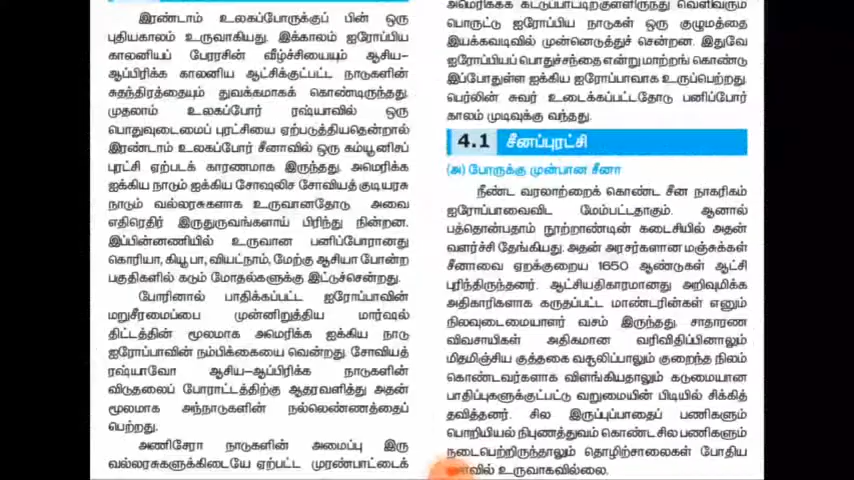 இரண்டாம் உலகப்போருக்குப் பின் ஒரு
புதியகாலம் உருவாகியது. இக்காலம் ஐரோப்பிய
காலனியப் பேரரசின் வீழ்ச்சியையும் ஆசிய-
ஆப்பிரிக்க காலனிய ஆட்சிக்குட்பட்ட நாடுகளின்
சுதந்திரத்தையும் துவக்கமாகக் கொண்டிருந்தது.
முதலாம் உலகப்போர் ரஷ்யாவில் ஒரு
பொதுவுடைமைப் புரட்சியை ஏற்படுத்தியதென்றால்
இரண்டாம் உலகப்போர் சீனாவில் ஒரு கம்யூனிசப்
புரட்சி ஏற்படக் காரணமாக இருந்தது. அமெரிக்க
ஐக்கிய நாடும் ஐக்கிய சோஷலிச சோவியத் குடியரசு
நாடும் வல்லரசுகளாக உருவானதோடு அவை
எதிரெதிர் இருதுருவங்களாய் பிரிந்து நின்றன.
இப்பின்னணியில் உருவான பனிப்போரானது
கொரியா, கியூபா, வியட்நாம், மேற்கு ஆசியா போன்ற
பகுதிகளில் கடும் மோதல்களுக்கு இட்டுச்சென்றது.
போரினால் பாதிக்கப்பட்ட ஐரோப்பாவின்
மறுசீரமைப்பை முன்னிறுத்திய மார்ஷல்
திட்டத்தின் மூலமாக அமெரிக்க ஐக்கிய நாடு
ஐரோப்பாவின் நம்பிக்கையை வென்றது. சோவியத்
ரஷ்யாவோ ஆசிய-ஆப்பிரிக்க நாடுகளின்
விடுதலைப் போராட்டத்திற்கு ஆதரவளித்து அதன்
மூலமாக அந்நாடுகளின் நல்லெண்ணத்தைப்
பெற்றது.
அணிசேரா நாடுகளின் அமைப்பு இரு
வல்லரசுகளுக்கிடையே ஏற்பட்ட முரண்பாட்டைக்
அமெரிக்கக் கட்டுப்பாட்டிற்குள்ளிருந்து வெளிவரும்
பொருட்டு ஐரோப்பிய நாடுகள் ஒரு குழுமத்தை
இயக்கவடிவில் முன்னெடுத்துச் சென்றன. இதுவே
ஐரோப்பியப் பொதுச்சந்தை என்று மாற்றங் கொண்டு
இப்போதுள்ள ஐக்கிய ஐரோப்பாவாக உருப்பெற்றது.
பெர்லின் சுவர் உடைக்கப்பட்டதோடு பனிப்போர்
காலம் முடிவுக்கு வந்தது.
4.1 சீனப்புரட்சி
(அ) போருக்கு முன்பான சீனா
நீண்ட வரலாற்றைக் கொண்ட சீன நாகரிகம்
ஐரோப்பாவைவிட மேம்பட்டதாகும். ஆனால்
பத்தொன்பதாம் நூற்றாண்டின் கடைசியில் அதன்
வளர்ச்சி தேங்கியது. அதன் அரசர்களான மஞ்சுக்கள்
சீனாவை ஏறக்குறைய 1650 ஆண்டுகள் ஆட்சி
புரிந்திருந்தனர். ஆட்சியதிகாரமானது அறிவுமிக்க
அதிகாரிகளாக கருதப்பட்ட மாண்டரின்கள் எனும்
நிலவுடைமையாளர் வசம் இருந்தது. சாதாரண
விவசாயிகள் அதிகமான வரிவிதிப்பினாலும்
மிதமிஞ்சிய குத்தகை வசூலிப்பாலும் குறைந்த நிலம்
கொண்டவர்களாக விளங்கியதாலும் கடுமையான
பாதிப்புகளுக்குட்பட்டு வறுமையின் பிடியில் சிக்கித்
தவித்தனர். சில இருப்புப்பாதைப் பணிகளும்
பொறியியல் நிபுணத்துவம் கொண்ட சில பணிகளும்
நடைபெற்றிருந்தாலும் தொழிற்சாலைகள் போதிய
உருவாகவில்லை.